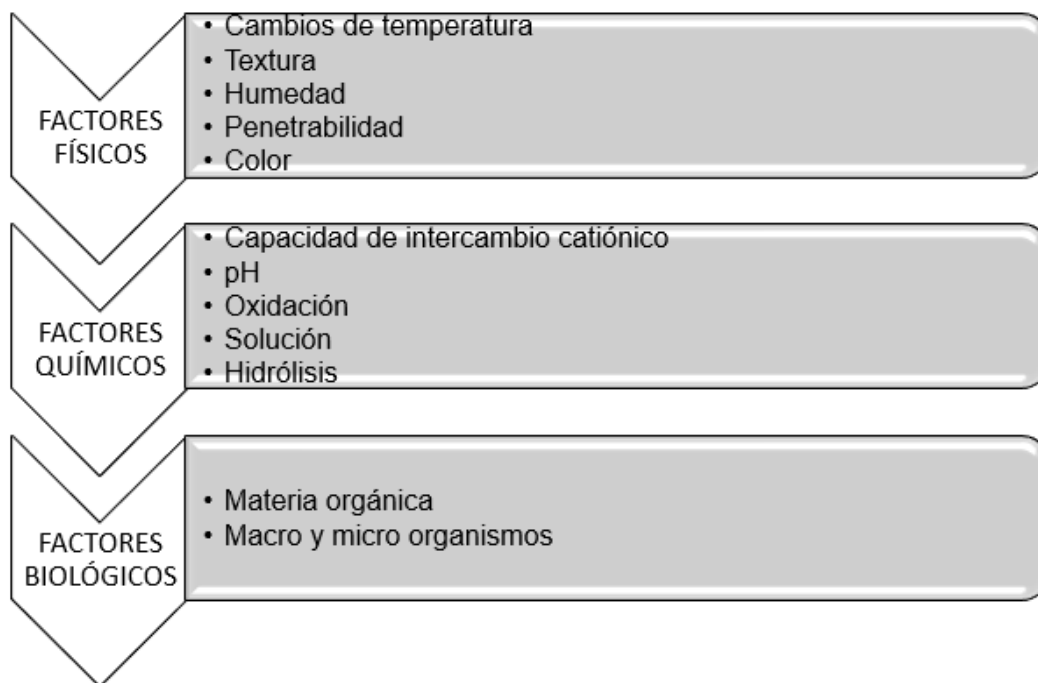 FACTORES
FÍSICOS
• Cambios de temperatura
• Textura
• Humedad
• Penetrabilidad
• Color
FACTORES
QUÍMICOS
• Capacidad de intercambio catiónico
• pH
• Oxidación
• Solución
• Hidrólisis
FACTORES
BIOLÓGICOS
• Materia orgánica
• Macro y micro organismos